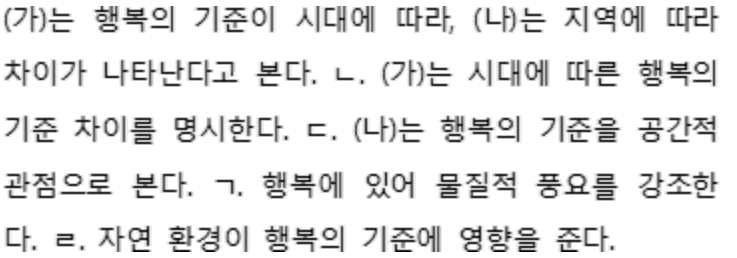 (가)는 행복의 기준이 시대에 따라, (나)는 지역에 따라
차이가 나타난다고 본다. ㄴ. (가)는 시대에 따른 행복의
기준 차이를 명시한다. ㄷ. (나)는 행복의 기준을 공간적
관점으로 본다. ㄱ. 행복에 있어 물질적 풍요를 강조한
다. ㄹ. 자연 환경이 행복의 기준에 영향을 준다.